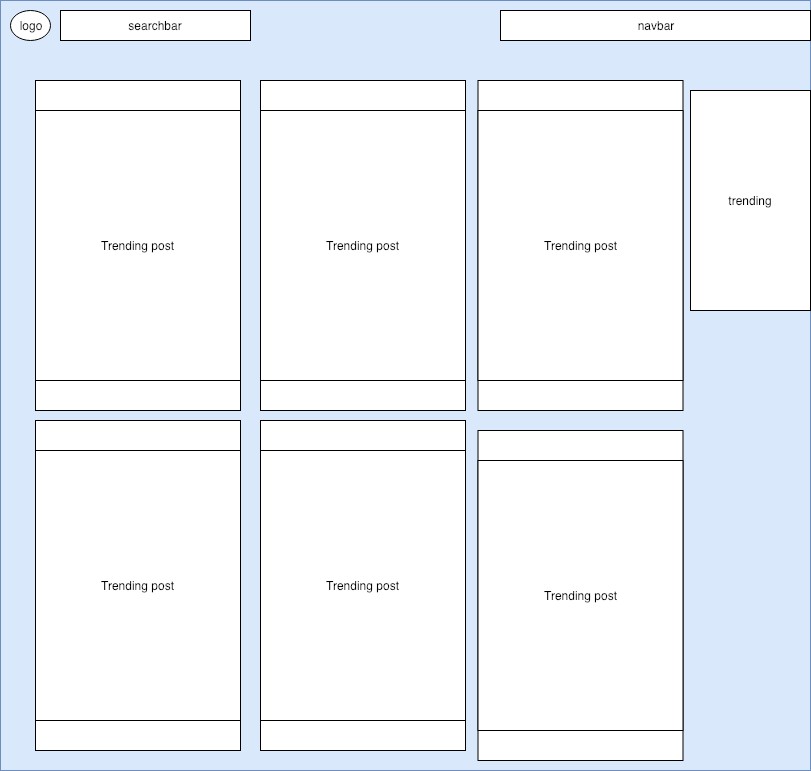 logo
searchbar
navbar
Trending post
Trending post
Trending post
trending
Trending post
Trending post
Trending post